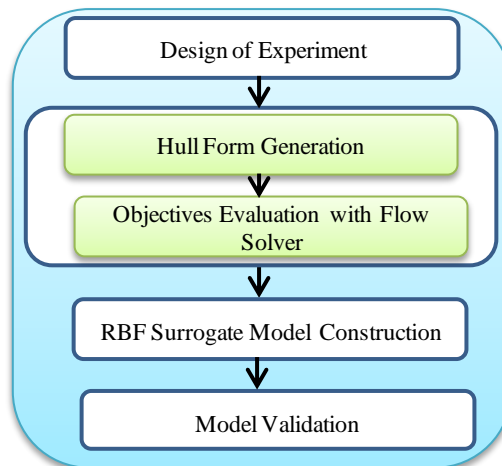 Design of Experiment
Hull Form Generation
Objectives Evaluation with Flow
Solver
RBF Surrogate Model Construction
Model Validation